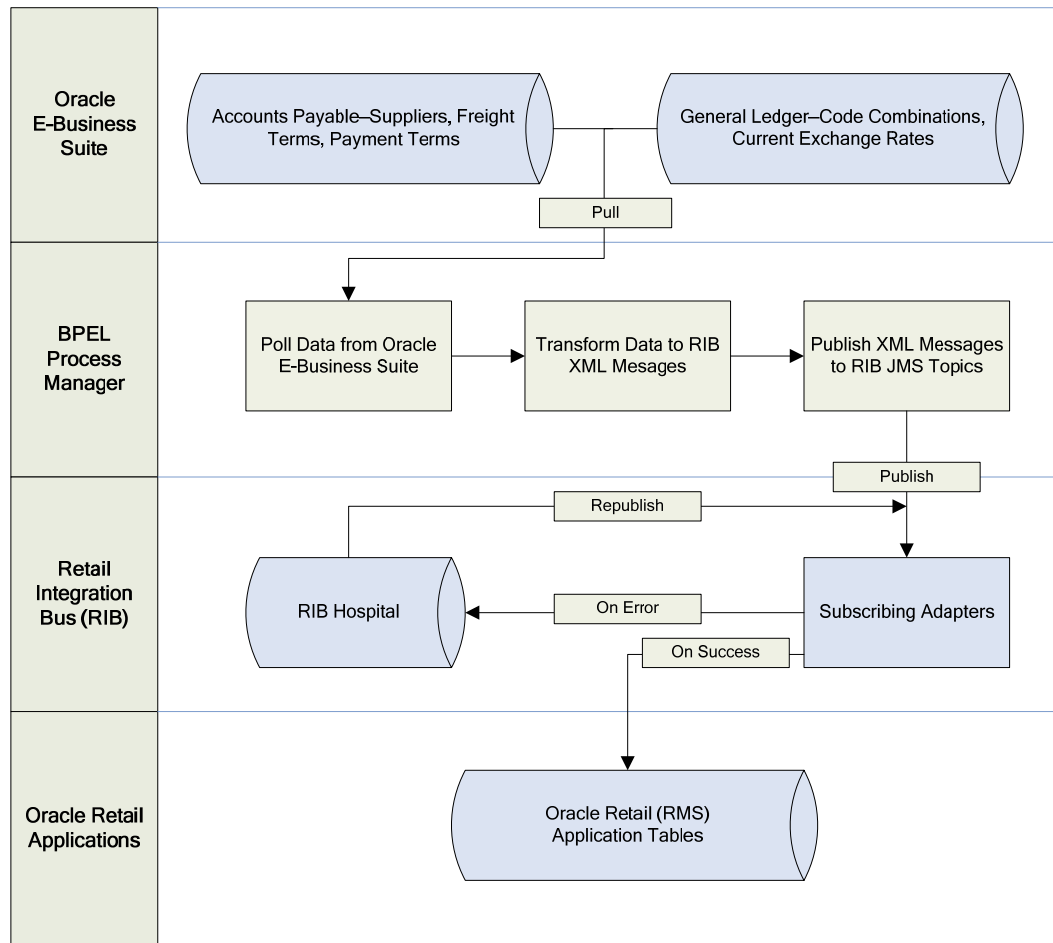 Oracle
E-Business
Suite
Accounts Payable–Suppliers, Freight
Terms, Payment Terms
General Ledger–Code Combinations,
Current Exchange Rates
Pull
BPEL
Process
Manager
Poll Data from Oracle
E-Business Suite
Transform Data to RIB
XML Mesages
Publish XML Messages
to RIB JMS Topics
Publish
Retail
Integration
Bus (RIB)
Republish
RIB Hospital
On Error
Subscribing Adapters
On Success
Oracle Retail
Applications
Oracle Retail (RMS)
Application Tables